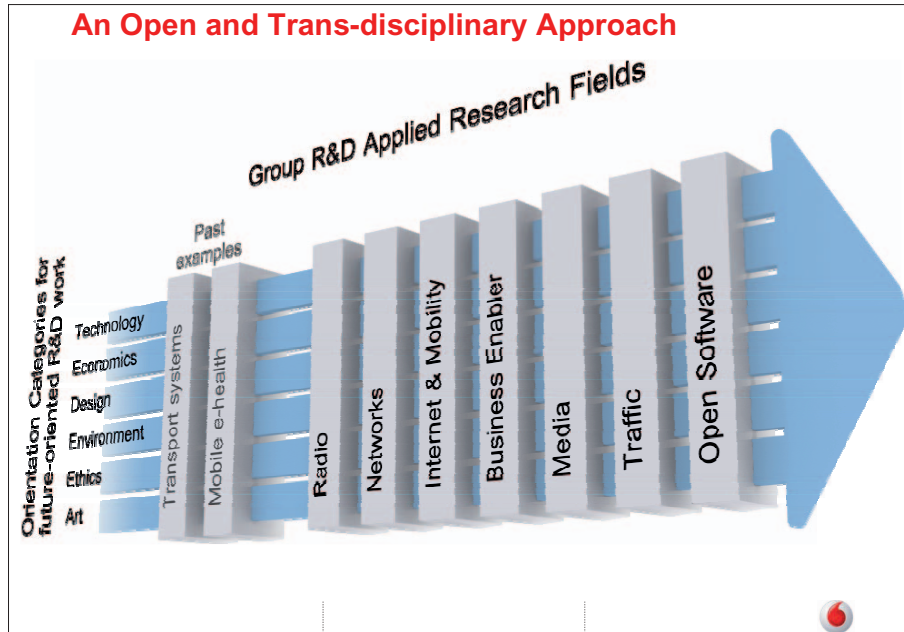 An Open and Trans-disciplinary Approach
Group R&D Applied Research Fields
Past
examples
Orientation Categories for
future-oriented R&D work
Technology
Economics
Design
Environment
Ethics
Art
Transport systems
Mobile e-health
Radio
Networks
Internet & Mobility
Business Enabler
Media
Traffic
Open Software